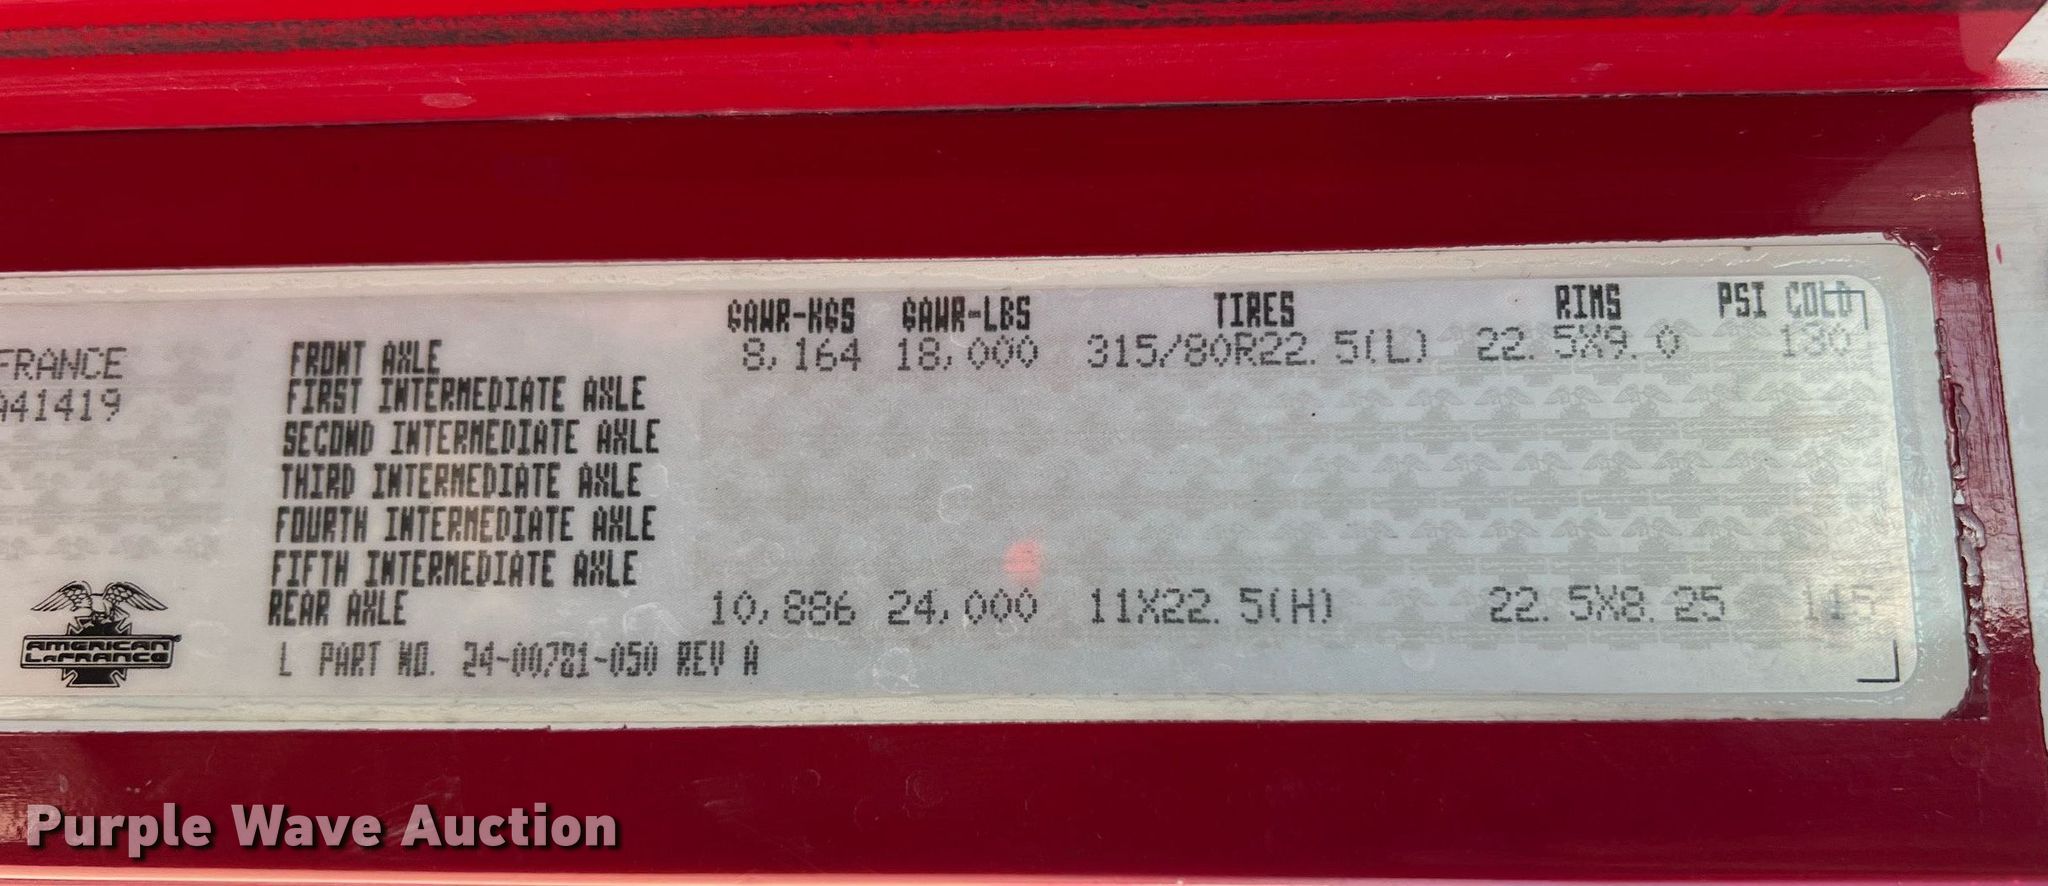 GAWR-KGS GAWR-LBS TIRES RIMS PSI COLD
FRANCE FRONT AXLE 8,164 18,000 315/80R22.5(L) 22.5X9.0 130
A41419 FIRST INTERMEDIATE AXLE
SECOND INTERMEDIATE AXLE
THIRD INTERMEDIATE AXLE
FOURTH INTERMEDIATE AXLE
FIFTH INTERMEDIATE AXLE
REAR AXLE 10,886 24,000 11X22.5(H) 22.5X8.25 115
AMERICAN
LaFRANCE
L PART NO. 24-00781-050 REV A
Purple Wave Auction